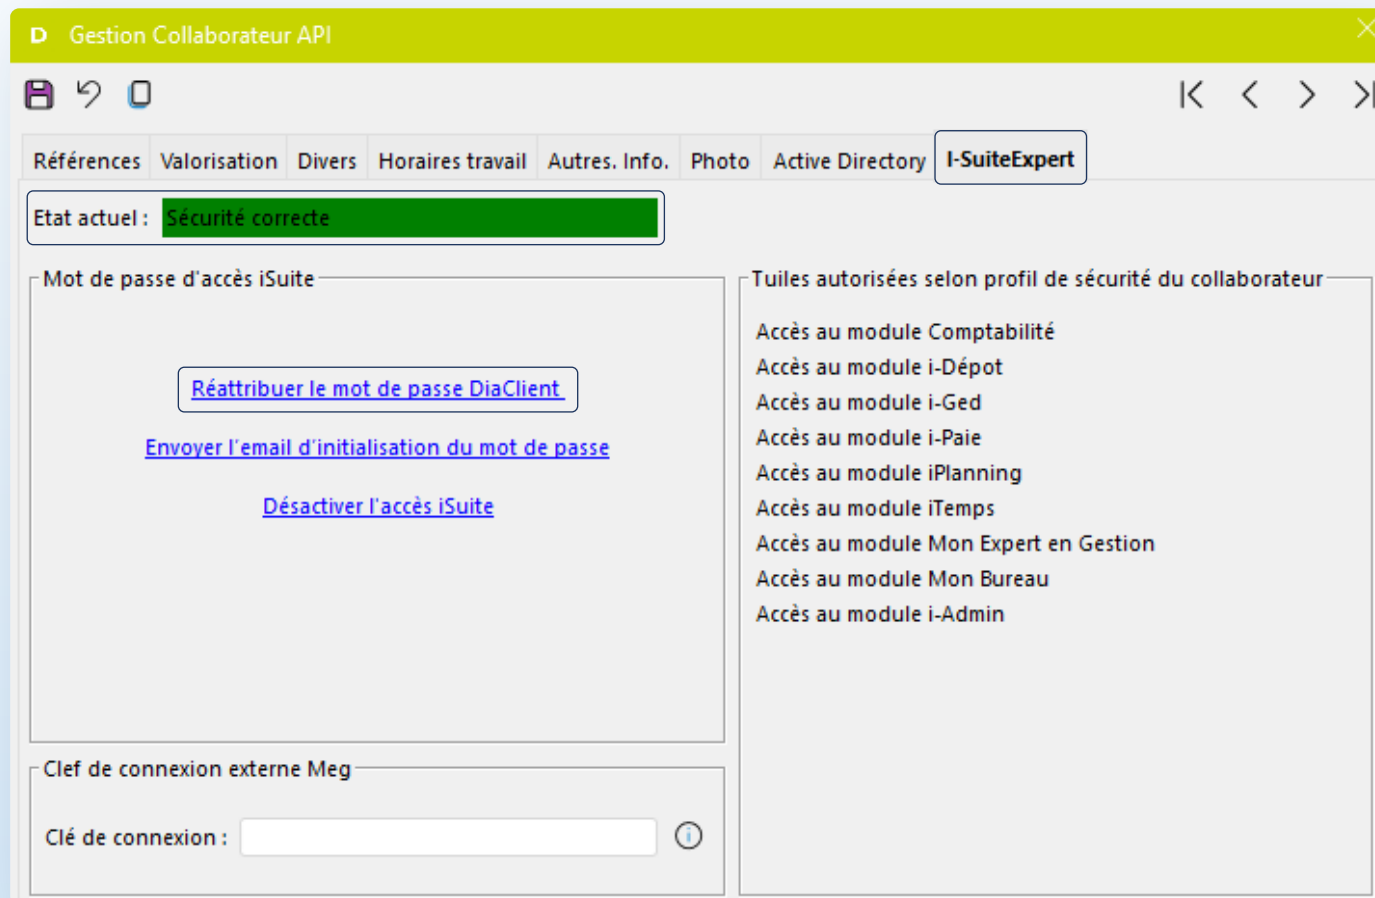 D Gestion Collaborateur API
Références Valorisation Divers Horaires travail Autres. Info. Photo Active Directory I-SuiteExpert
Etat actuel : Sécurité correcte
Mot de passe d'accès iSuite
Réattribuer le mot de passe DiaClient
Envoyer l'email d'initialisation du mot de passe
Désactiver l'accès iSuite
Tuiles autorisées selon profil de sécurité du collaborateur
Accès au module Comptabilité
Accès au module i-Dépot
Accès au module i-Ged
Accès au module i-Paie
Accès au module iPlanning
Accès au module iTemps
Accès au module Mon Expert en Gestion
Accès au module Mon Bureau
Accès au module i-Admin
Clef de connexion externe Meg
Clé de connexion :